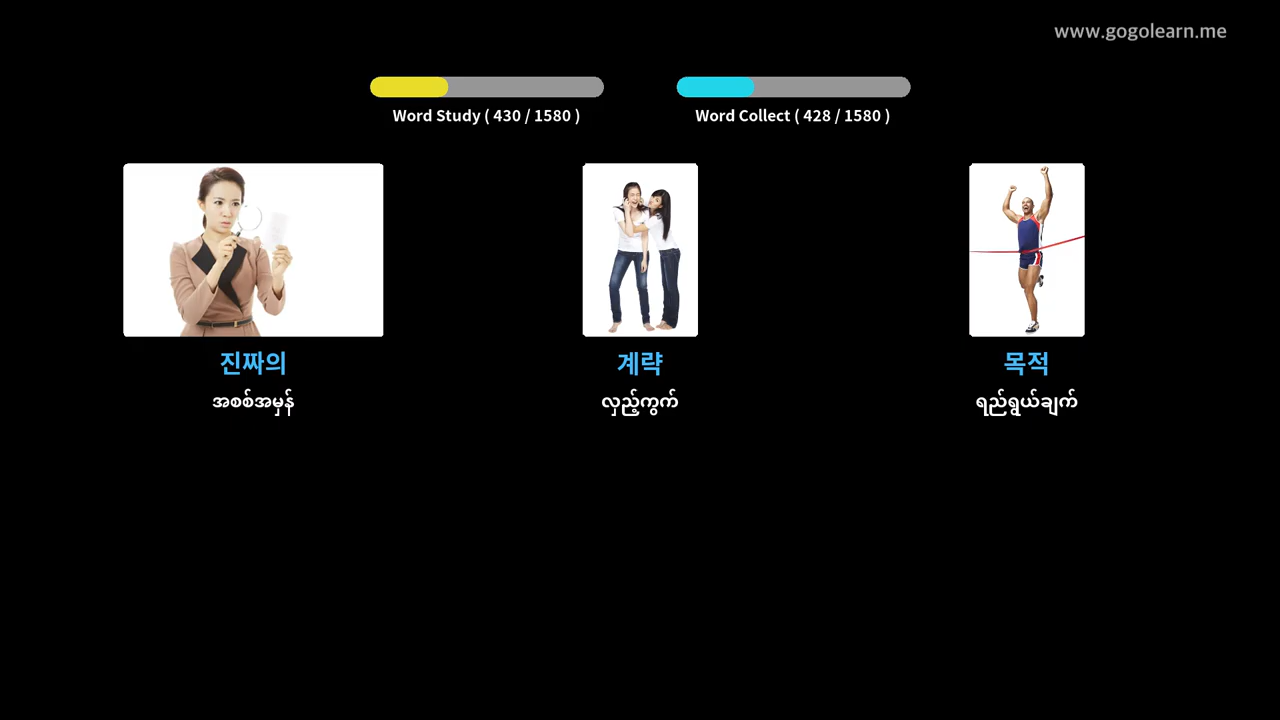 www.gogolearn.me
Word Study ( 430 / 1580 )
Word Collect ( 428 / 1580 )
진짜의
계략
목적
အစစ်အမှန်
လှည့်ကွက်
ရည်ရွယ်ချက်